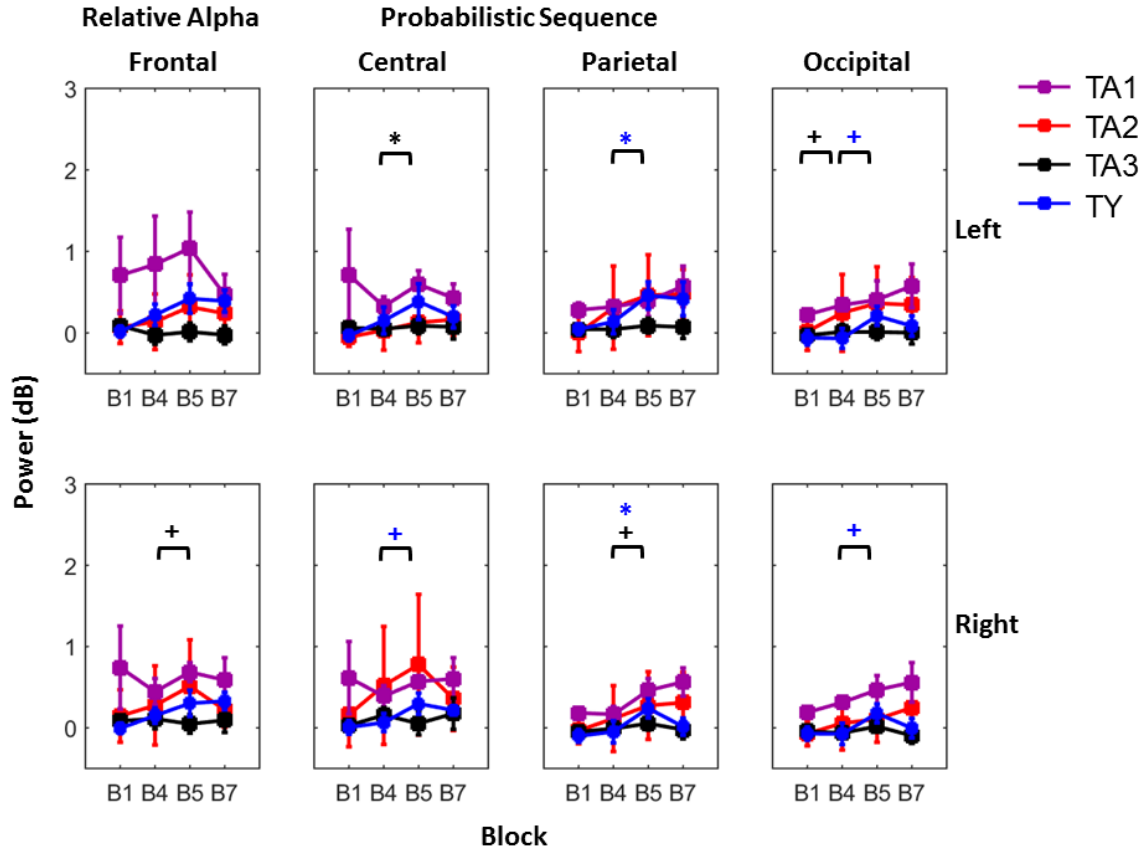 Relative Alpha Probabilistic Sequence
Frontal Central Parietal Occipital
TA1
TA2
TA3
TY
3
2
1
0
* * + +
Left
B1 B4 B5 B7 B1 B4 B5 B7 B1 B4 B5 B7 B1 B4 B5 B7
Power (dB)
3
2
1
0
+ + * + +
Right
B1 B4 B5 B7 B1 B4 B5 B7 B1 B4 B5 B7 B1 B4 B5 B7
Block